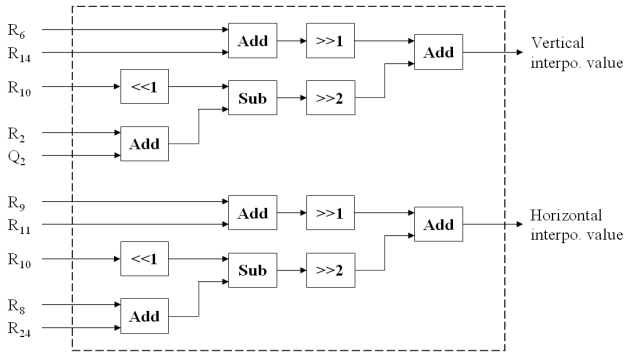 R6
R14
Add
>>1
Add
Vertical
interpo. value
R10
<<1
Sub
>>2
R2
Q2
Add
R9
R11
Add
>>1
Add
Horizontal
interpo. value
R10
<<1
Sub
>>2
R8
R24
Add